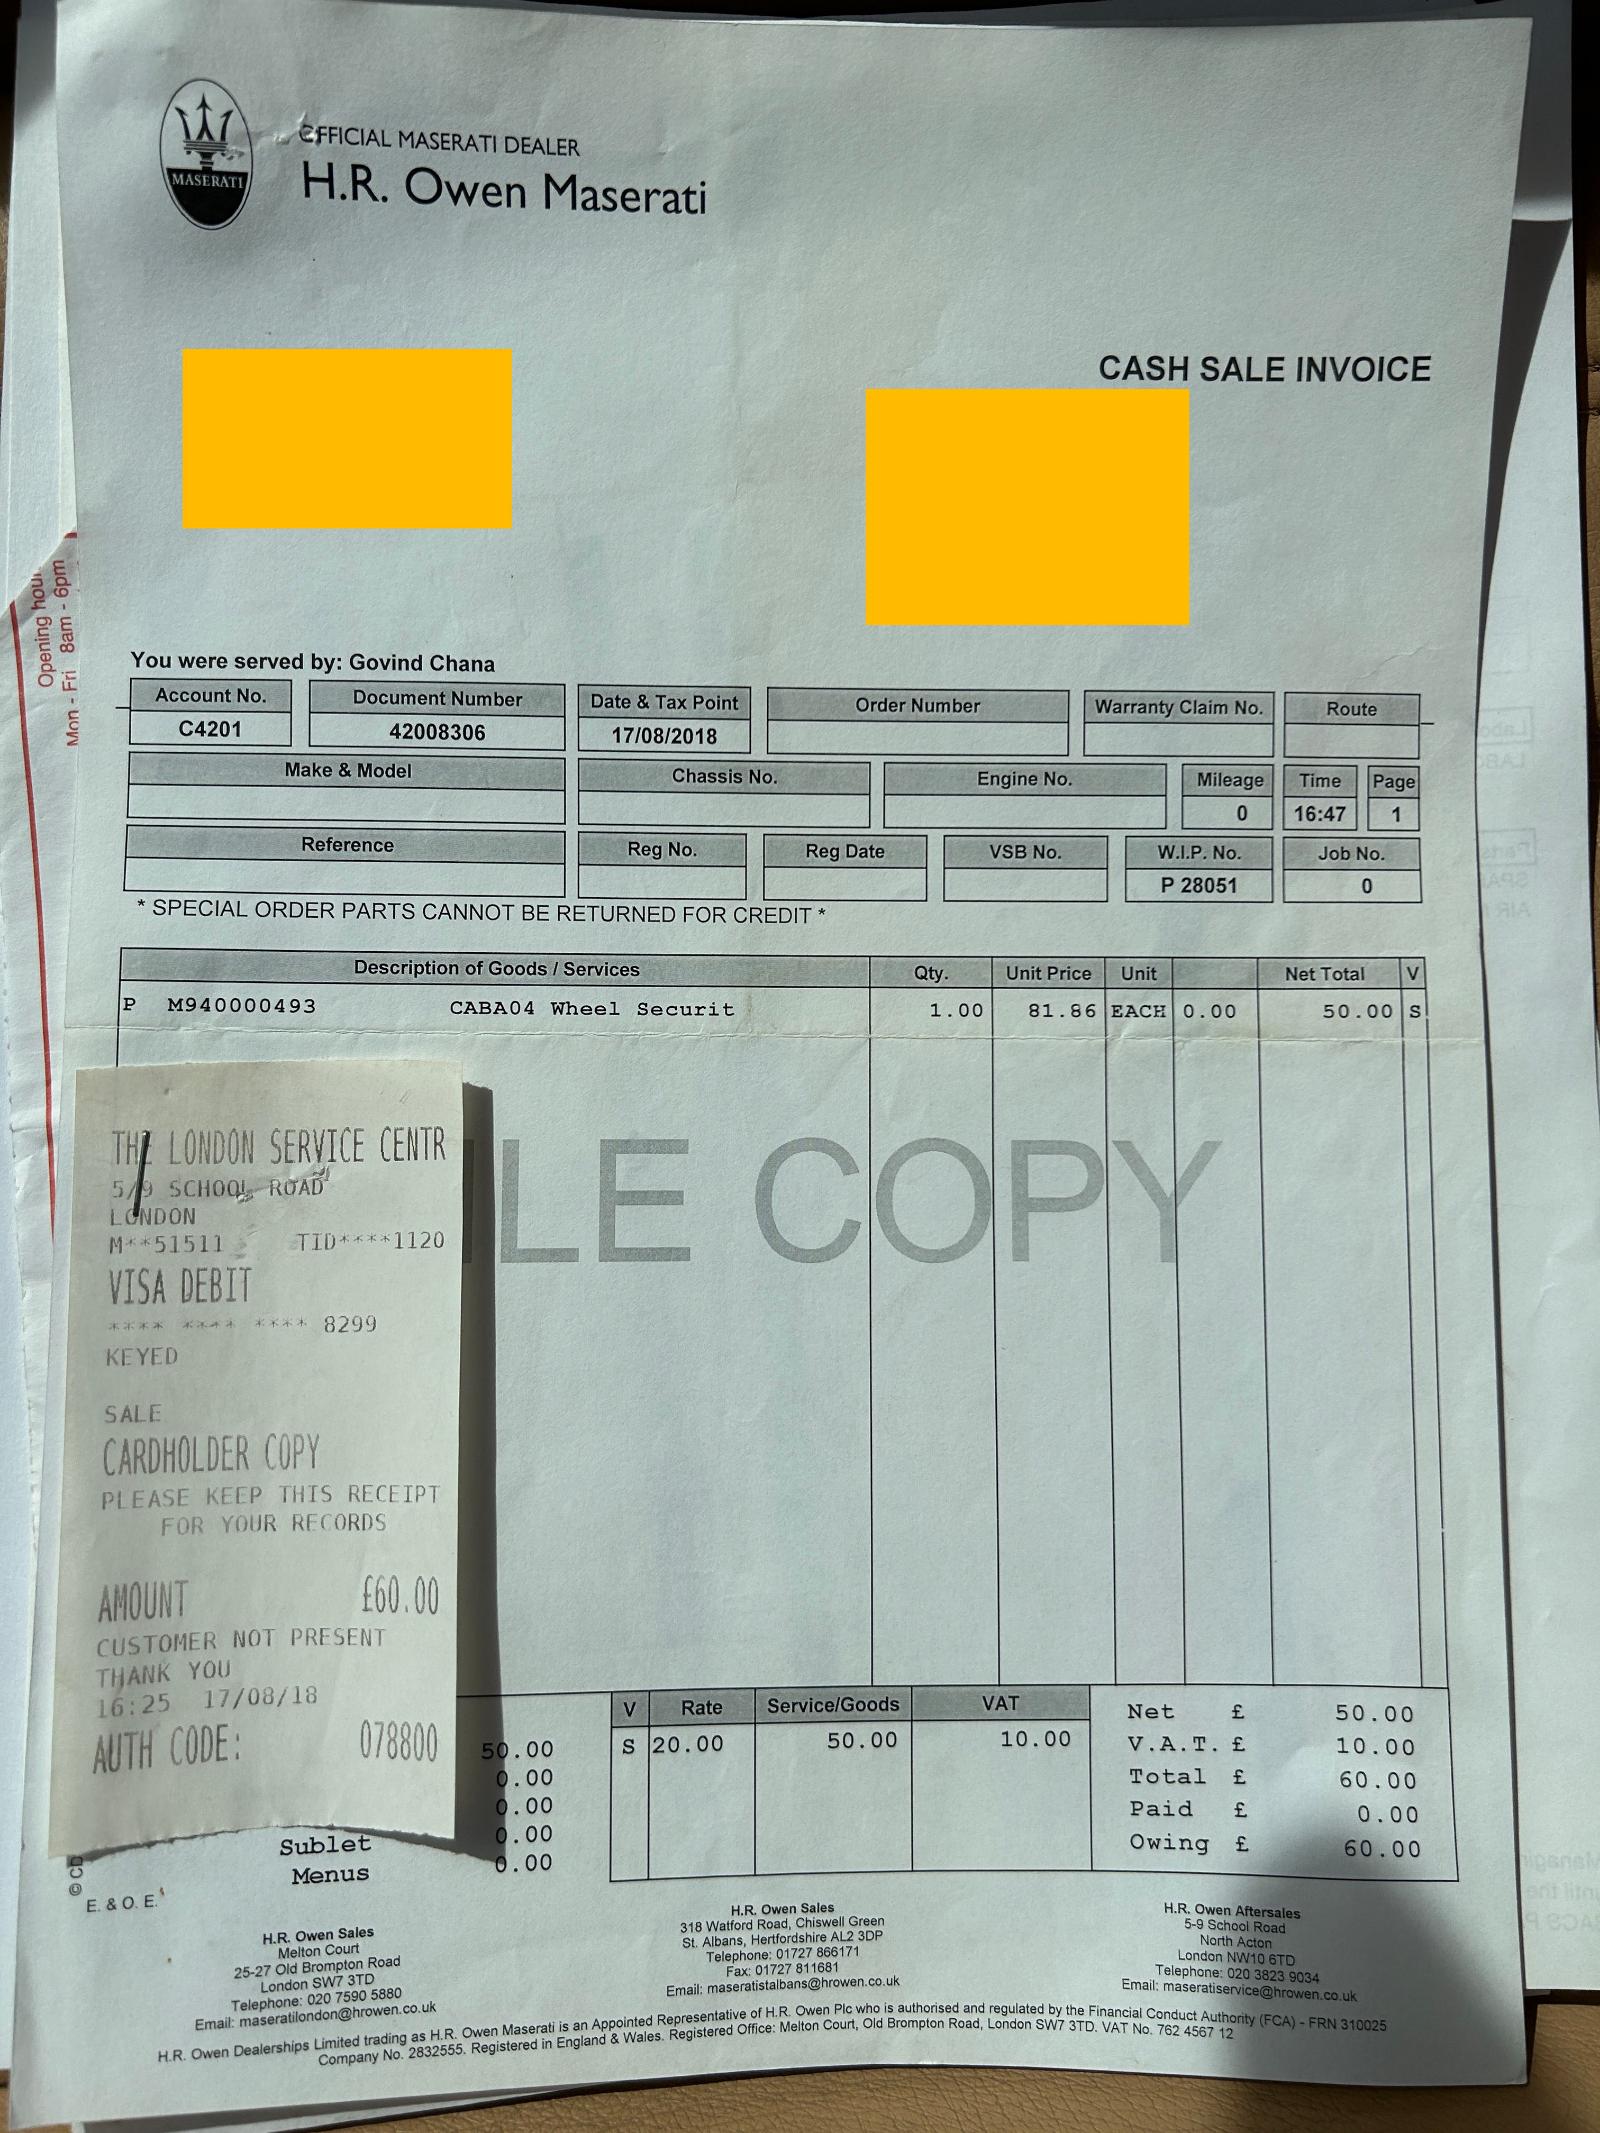 MASERATI
OFFICIAL MASERATI DEALER
H.R. Owen Maserati
CASH SALE INVOICE
Opening hou
Mon - Fri 8am - 6pm
You were served by: Govind Chana
Account No. Document Number Date & Tax Point Order Number Warranty Claim No. Route
C4201 42008306 17/08/2018
Make & Model Chassis No. Engine No. Mileage Time Page
0 16:47 1
Reference Reg No. Reg Date VSB No. W.I.P. No. Job No.
P 28051 0
* SPECIAL ORDER PARTS CANNOT BE RETURNED FOR CREDIT *
Description of Goods / Services Qty. Unit Price Unit Net Total V
P M940000493 CABA04 Wheel Securit 1.00 81.86 EACH 0.00 50.00 S
LE COPY
THE LONDON SERVICE CENTR
5/9 SCHOOL ROAD
LONDON
M**51511 TID****1120
VISA DEBIT
**** **** **** 8299
KEYED
SALE
CARDHOLDER COPY
PLEASE KEEP THIS RECEIPT
FOR YOUR RECORDS
AMOUNT £60.00
CUSTOMER NOT PRESENT
THANK YOU
16:25 17/08/18
AUTH CODE: 078800
50.00
0.00
0.00
Sublet 0.00
Menus 0.00
V Rate Service/Goods VAT
S 20.00 50.00 10.00
Net £ 50.00
V.A.T. £ 10.00
Total £ 60.00
Paid £ 0.00
Owing £ 60.00
© CD
E. & O. E.
H.R. Owen Sales
Melton Court
25-27 Old Brompton Road
London SW7 3TD
Telephone: 020 7590 5880
Email: maseratilondon@hrowen.co.uk
H.R. Owen Sales
318 Watford Road, Chiswell Green
St. Albans, Hertfordshire AL2 3DP
Telephone: 01727 866171
Fax: 01727 811681
Email: maseratistalbans@hrowen.co.uk
H.R. Owen Aftersales
5-9 School Road
North Acton
London NW10 6TD
Telephone: 020 3823 9034
Email: maseratiservice@hrowen.co.uk
H.R. Owen Dealerships Limited trading as H.R. Owen Maserati is an Appointed Representative of H.R. Owen Plc who is authorised and regulated by the Financial Conduct Authority (FCA) - FRN 310025
Company No. 2832555. Registered in England & Wales. Registered Office: Melton Court, Old Brompton Road, London SW7 3TD. VAT No. 762 4567 12